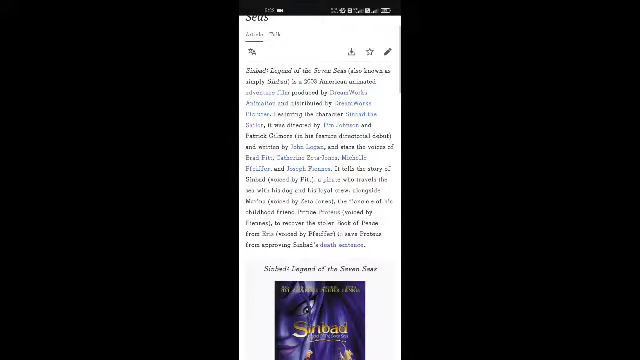 Seas
Article Talk
Sinbad: Legend of the Seven Seas (also known as
simply Sinbad) is a 2003 American animated
adventure film produced by DreamWorks
Animation and distributed by DreamWorks
Pictures. Featuring the character Sinbad the
Sailor, it was directed by Tim Johnson and
Patrick Gilmore (in his feature directorial debut)
and written by John Logan, and stars the voices of
Brad Pitt, Catherine Zeta-Jones, Michelle
Pfeiffer, and Joseph Fiennes. It tells the story of
Sinbad (voiced by Pitt), a pirate who travels the
sea with his dog and his loyal crew, alongside
Marina (voiced by Zeta-Jones), the fiancée of his
childhood friend Prince Proteus (voiced by
Fiennes), to recover the stolen Book of Peace
from Eris (voiced by Pfeiffer) to save Proteus
from approving Sinbad's death sentence.
Sinbad: Legend of the Seven Seas
Sinbad